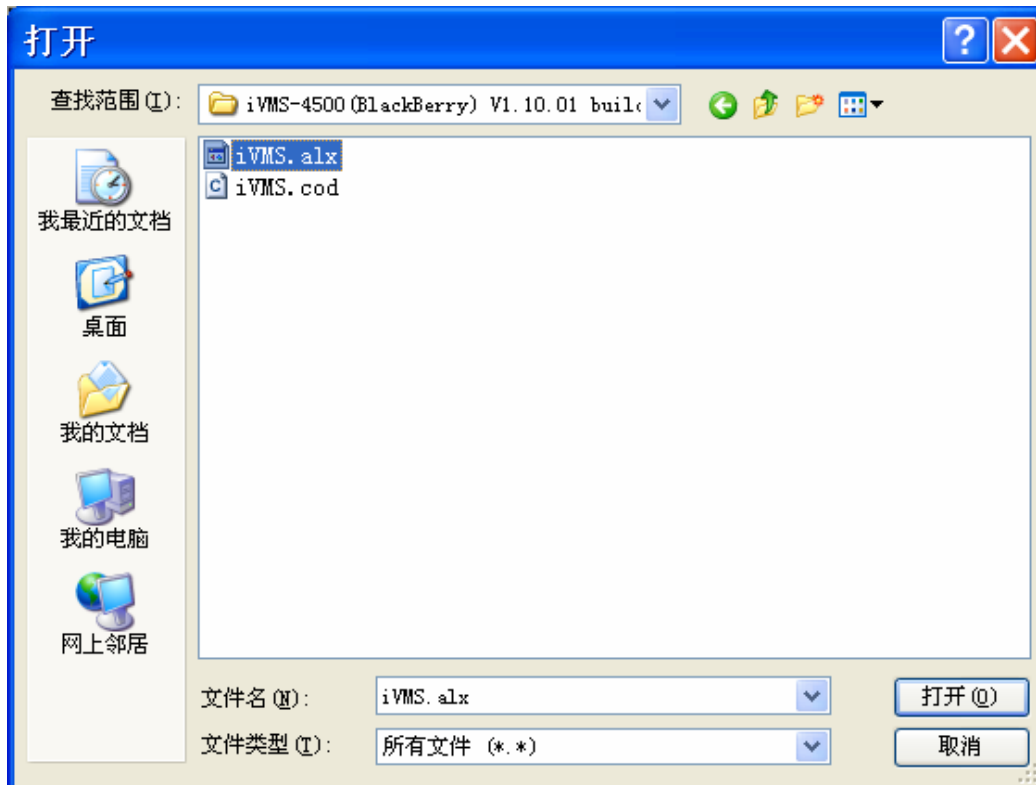 打开
查找范围(I):
iVMS-4500(BlackBerry) V1.10.01 buil
iVMS.alx
iVMS.cod
我最近的文档
桌面
我的文档
我的电脑
网上邻居
文件名(N):
iVMS.alx
打开(O)
文件类型(T):
所有文件 (*.*)
取消